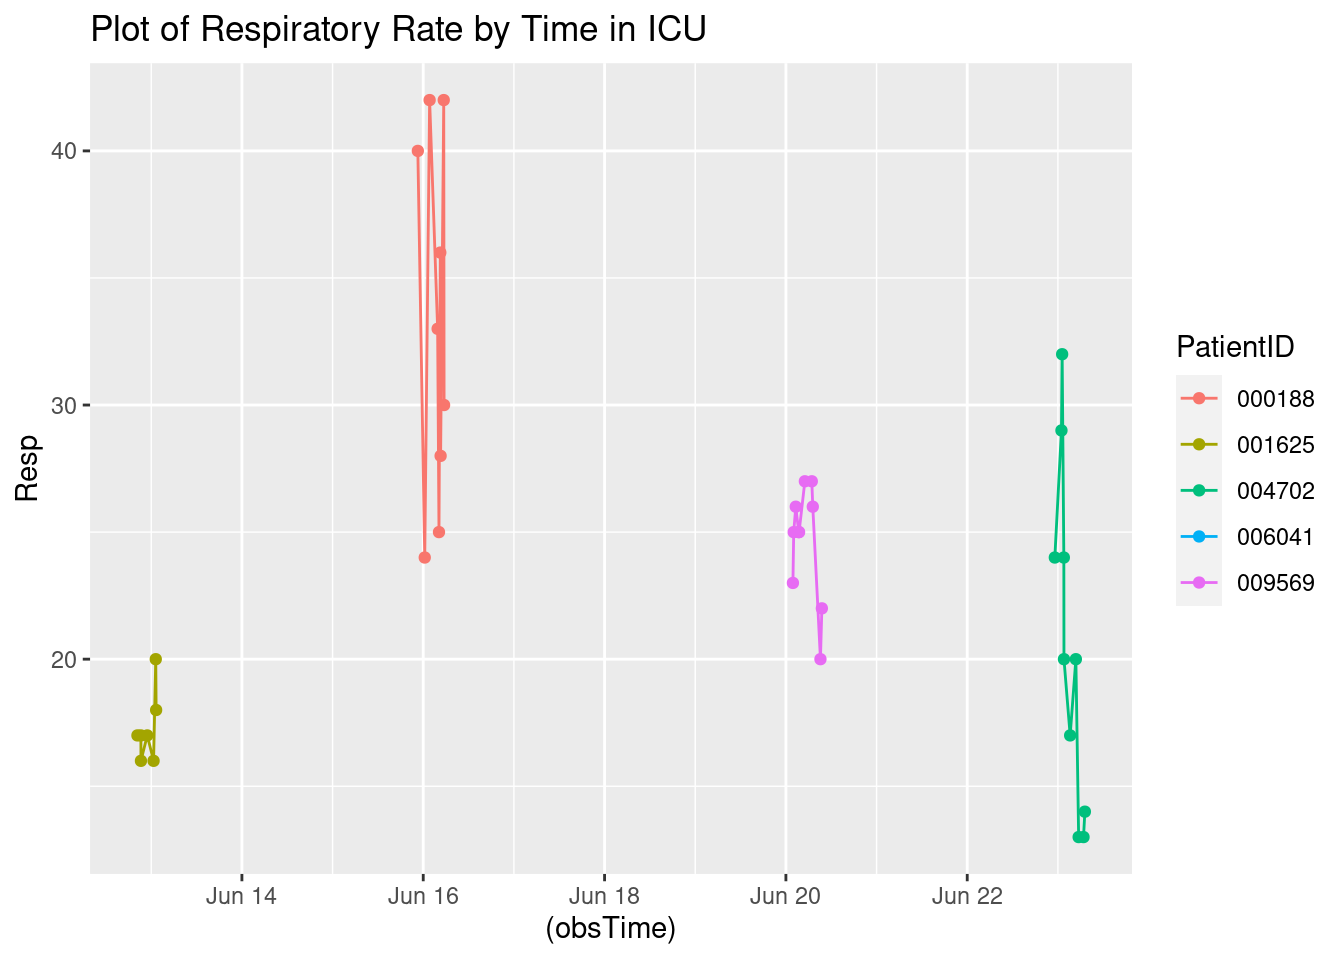 Plot of Respiratory Rate by Time in ICU
40
30
20
Resp
Jun 14
Jun 16
Jun 18
Jun 20
Jun 22
(obsTime)
PatientID
000188
001625
004702
006041
009569